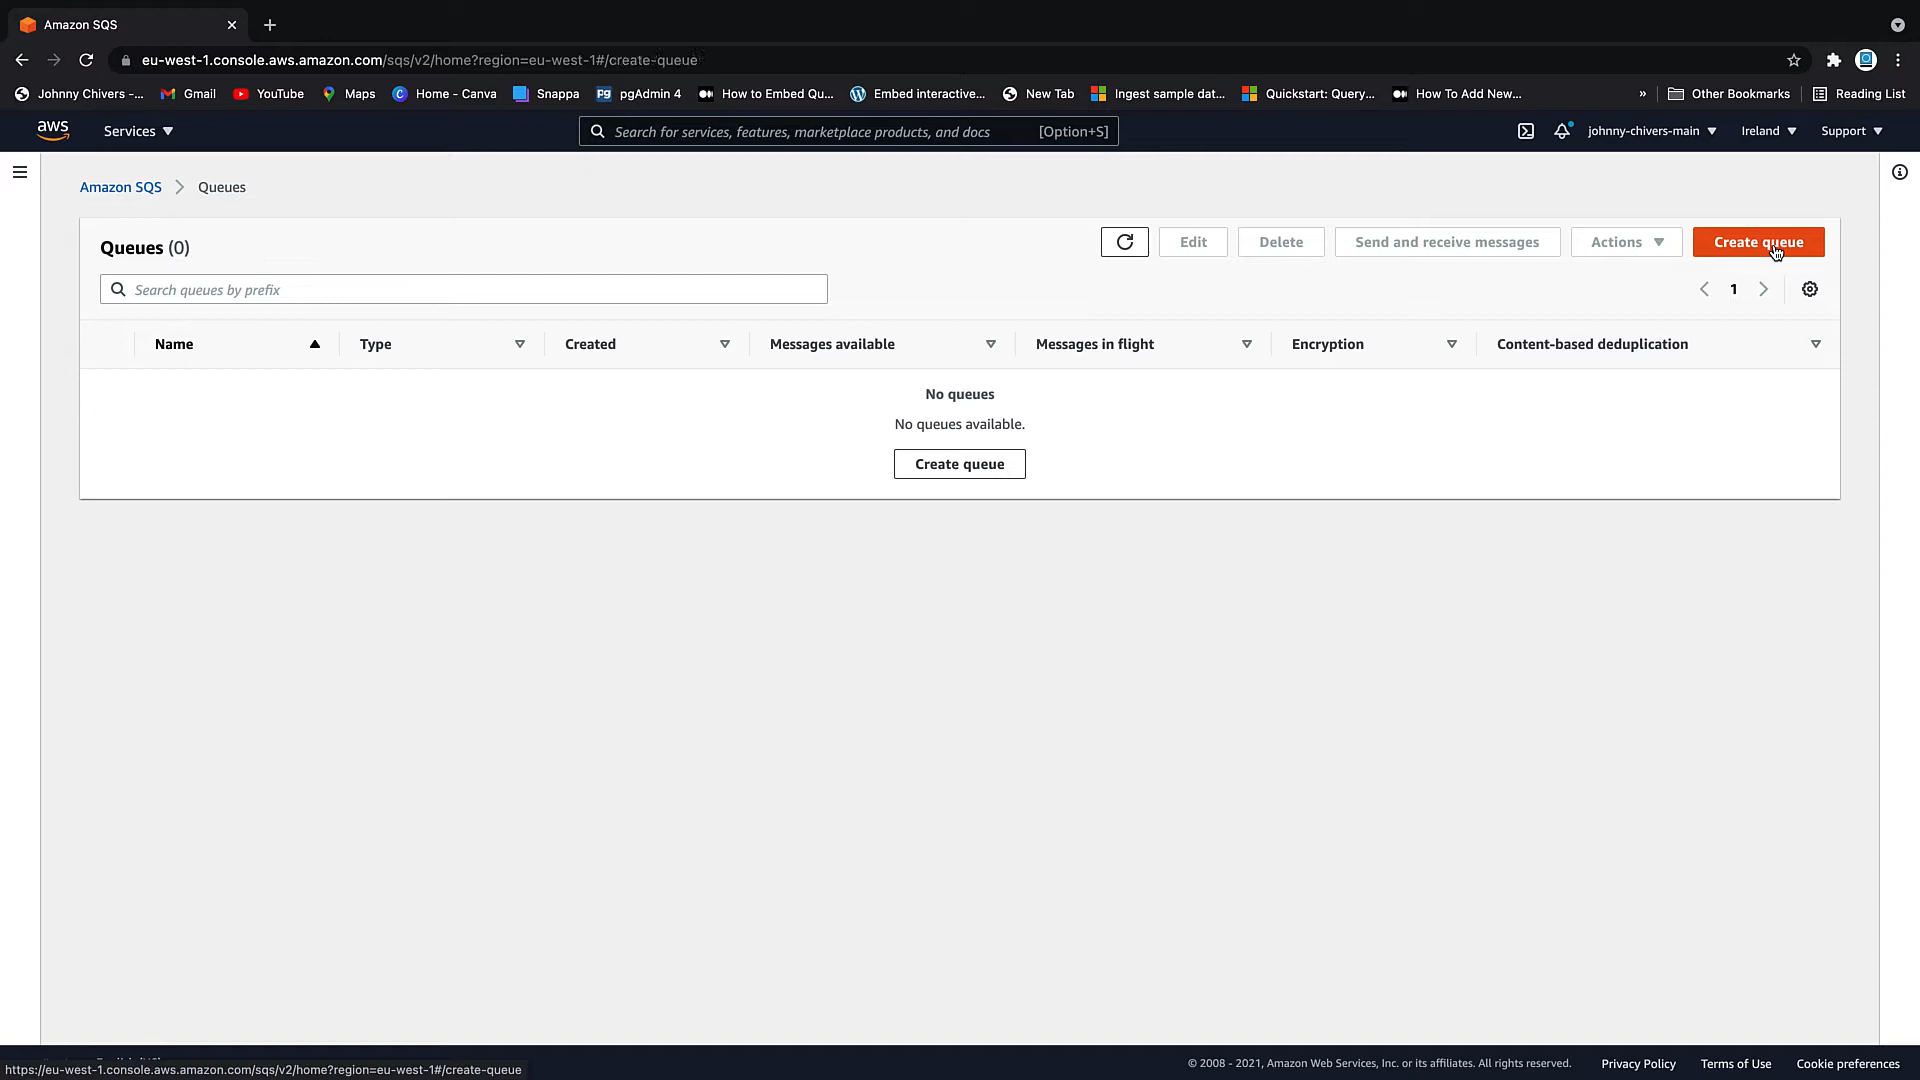 Amazon SQS
eu-west-1.console.aws.amazon.com/sqs/v2/home?region=eu-west-1#/create-queue
Johnny Chivers -... Gmail YouTube Maps Home - Canva Snappa pgAdmin 4 How to Embed Qu... Embed interactive... New Tab Ingest sample dat... Quickstart: Query... How To Add New... » Other Bookmarks Reading List
aws Services Search for services, features, marketplace products, and docs [Option+S] johnny-chivers-main Ireland Support
Amazon SQS > Queues
Queues (0) Edit Delete Send and receive messages Actions Create queue
Search queues by prefix 1
Name Type Created Messages available Messages in flight Encryption Content-based deduplication
No queues
No queues available.
Create queue
© 2008 - 2021, Amazon Web Services, Inc. or its affiliates. All rights reserved. Privacy Policy Terms of Use Cookie preferences
https://eu-west-1.console.aws.amazon.com/sqs/v2/home?region=eu-west-1#/create-queue